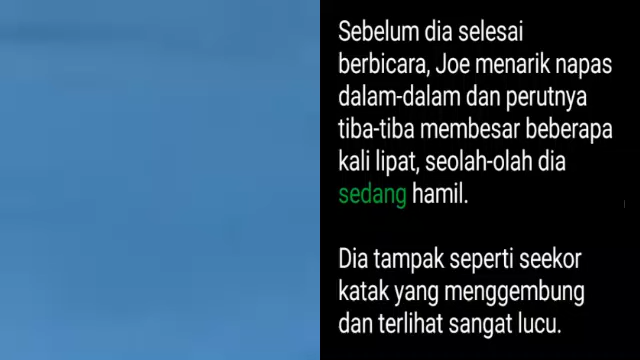 Sebelum dia selesai
berbicara, Joe menarik napas
dalam-dalam dan perutnya
tiba-tiba membesar beberapa
kali lipat, seolah-olah dia
sedang hamil.
Dia tampak seperti seekor
katak yang menggembung
dan terlihat sangat lucu.